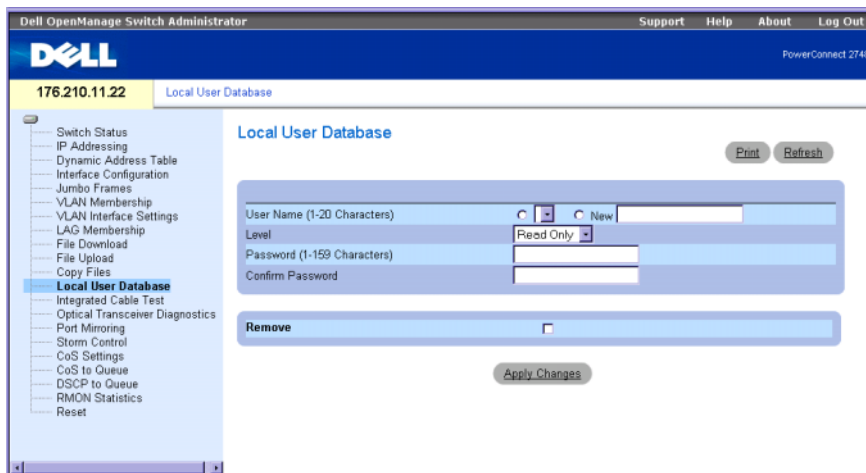 Dell OpenManage Switch Administrator
Support Help About Log Out
DELL
PowerConnect 2748
176.210.11.22
Local User Database
Switch Status
IP Addressing
Dynamic Address Table
Interface Configuration
Jumbo Frames
VLAN Membership
VLAN Interface Settings
LAG Membership
File Download
File Upload
Copy Files
Local User Database
Integrated Cable Test
Optical Transceiver Diagnostics
Port Mirroring
Storm Control
CoS Settings
CoS to Queue
DSCP to Queue
RMON Statistics
Reset
Local User Database
Print Refresh
User Name (1-20 Characters) New
Level Read Only
Password (1-159 Characters)
Confirm Password
Remove
Apply Changes